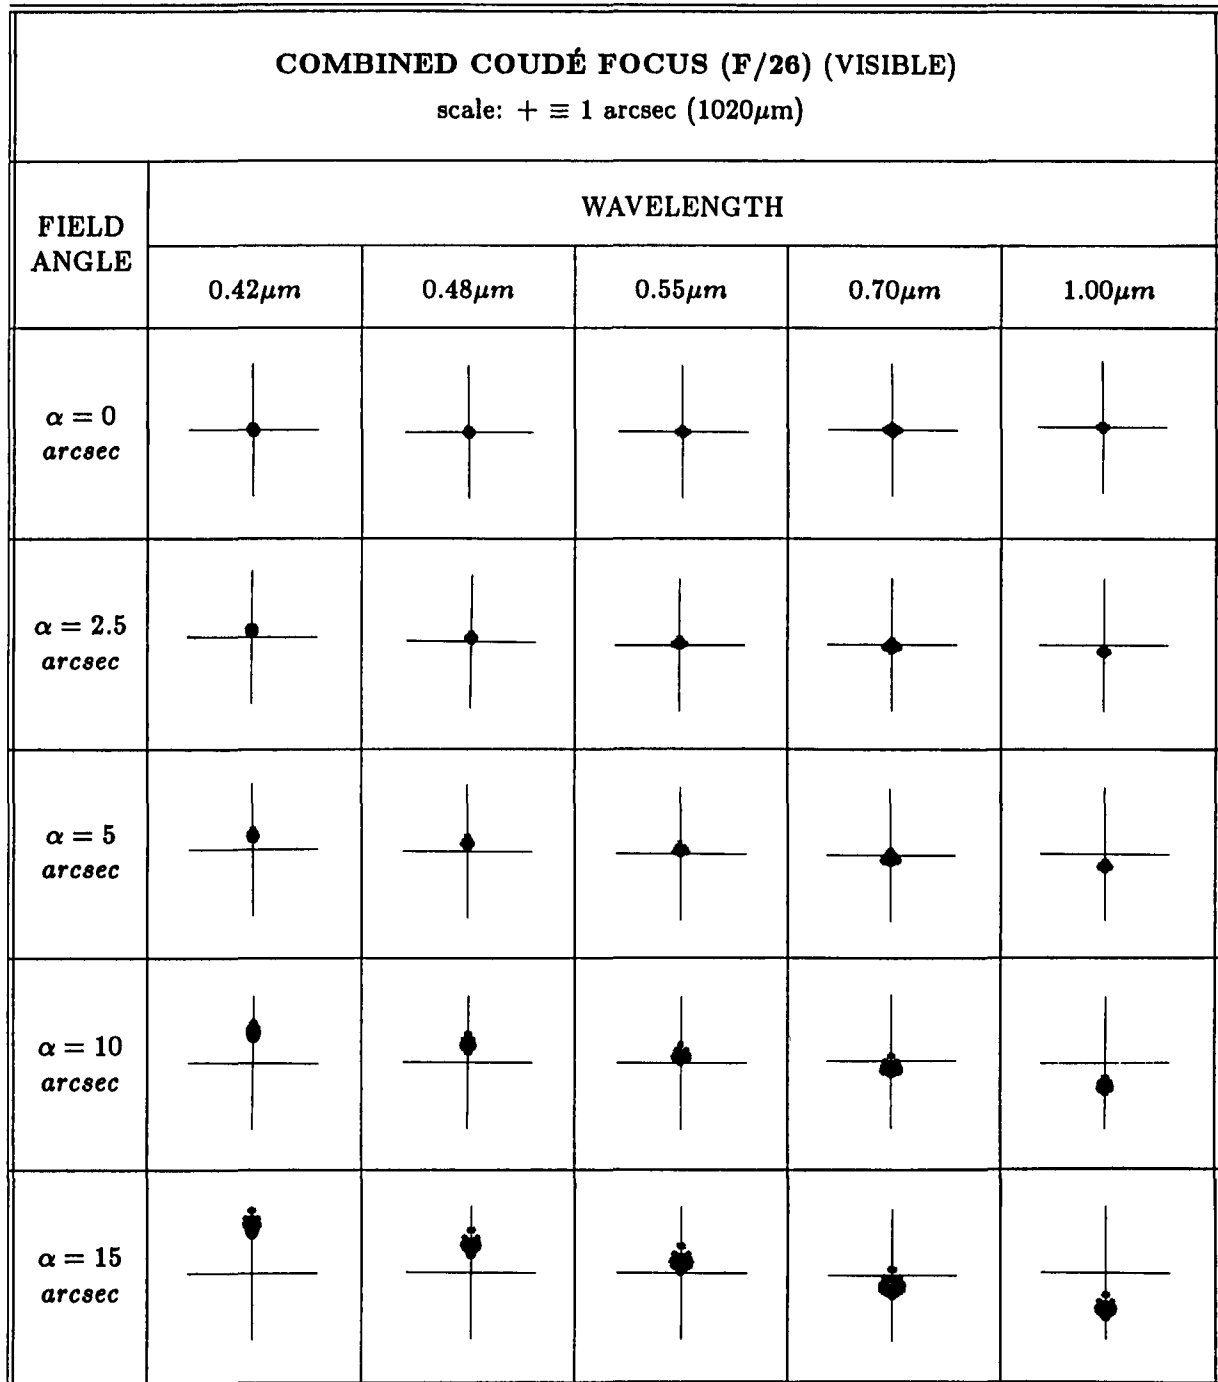 COMBINED COUDÉ FOCUS (F/26) (VISIBLE)
scale: + ≡ 1 arcsec (1020μm)
FIELD
ANGLE
WAVELENGTH
0.42μm
0.48μm
0.55μm
0.70μm
1.00μm
α = 0
arcsec
α = 2.5
arcsec
α = 5
arcsec
α = 10
arcsec
α = 15
arcsec